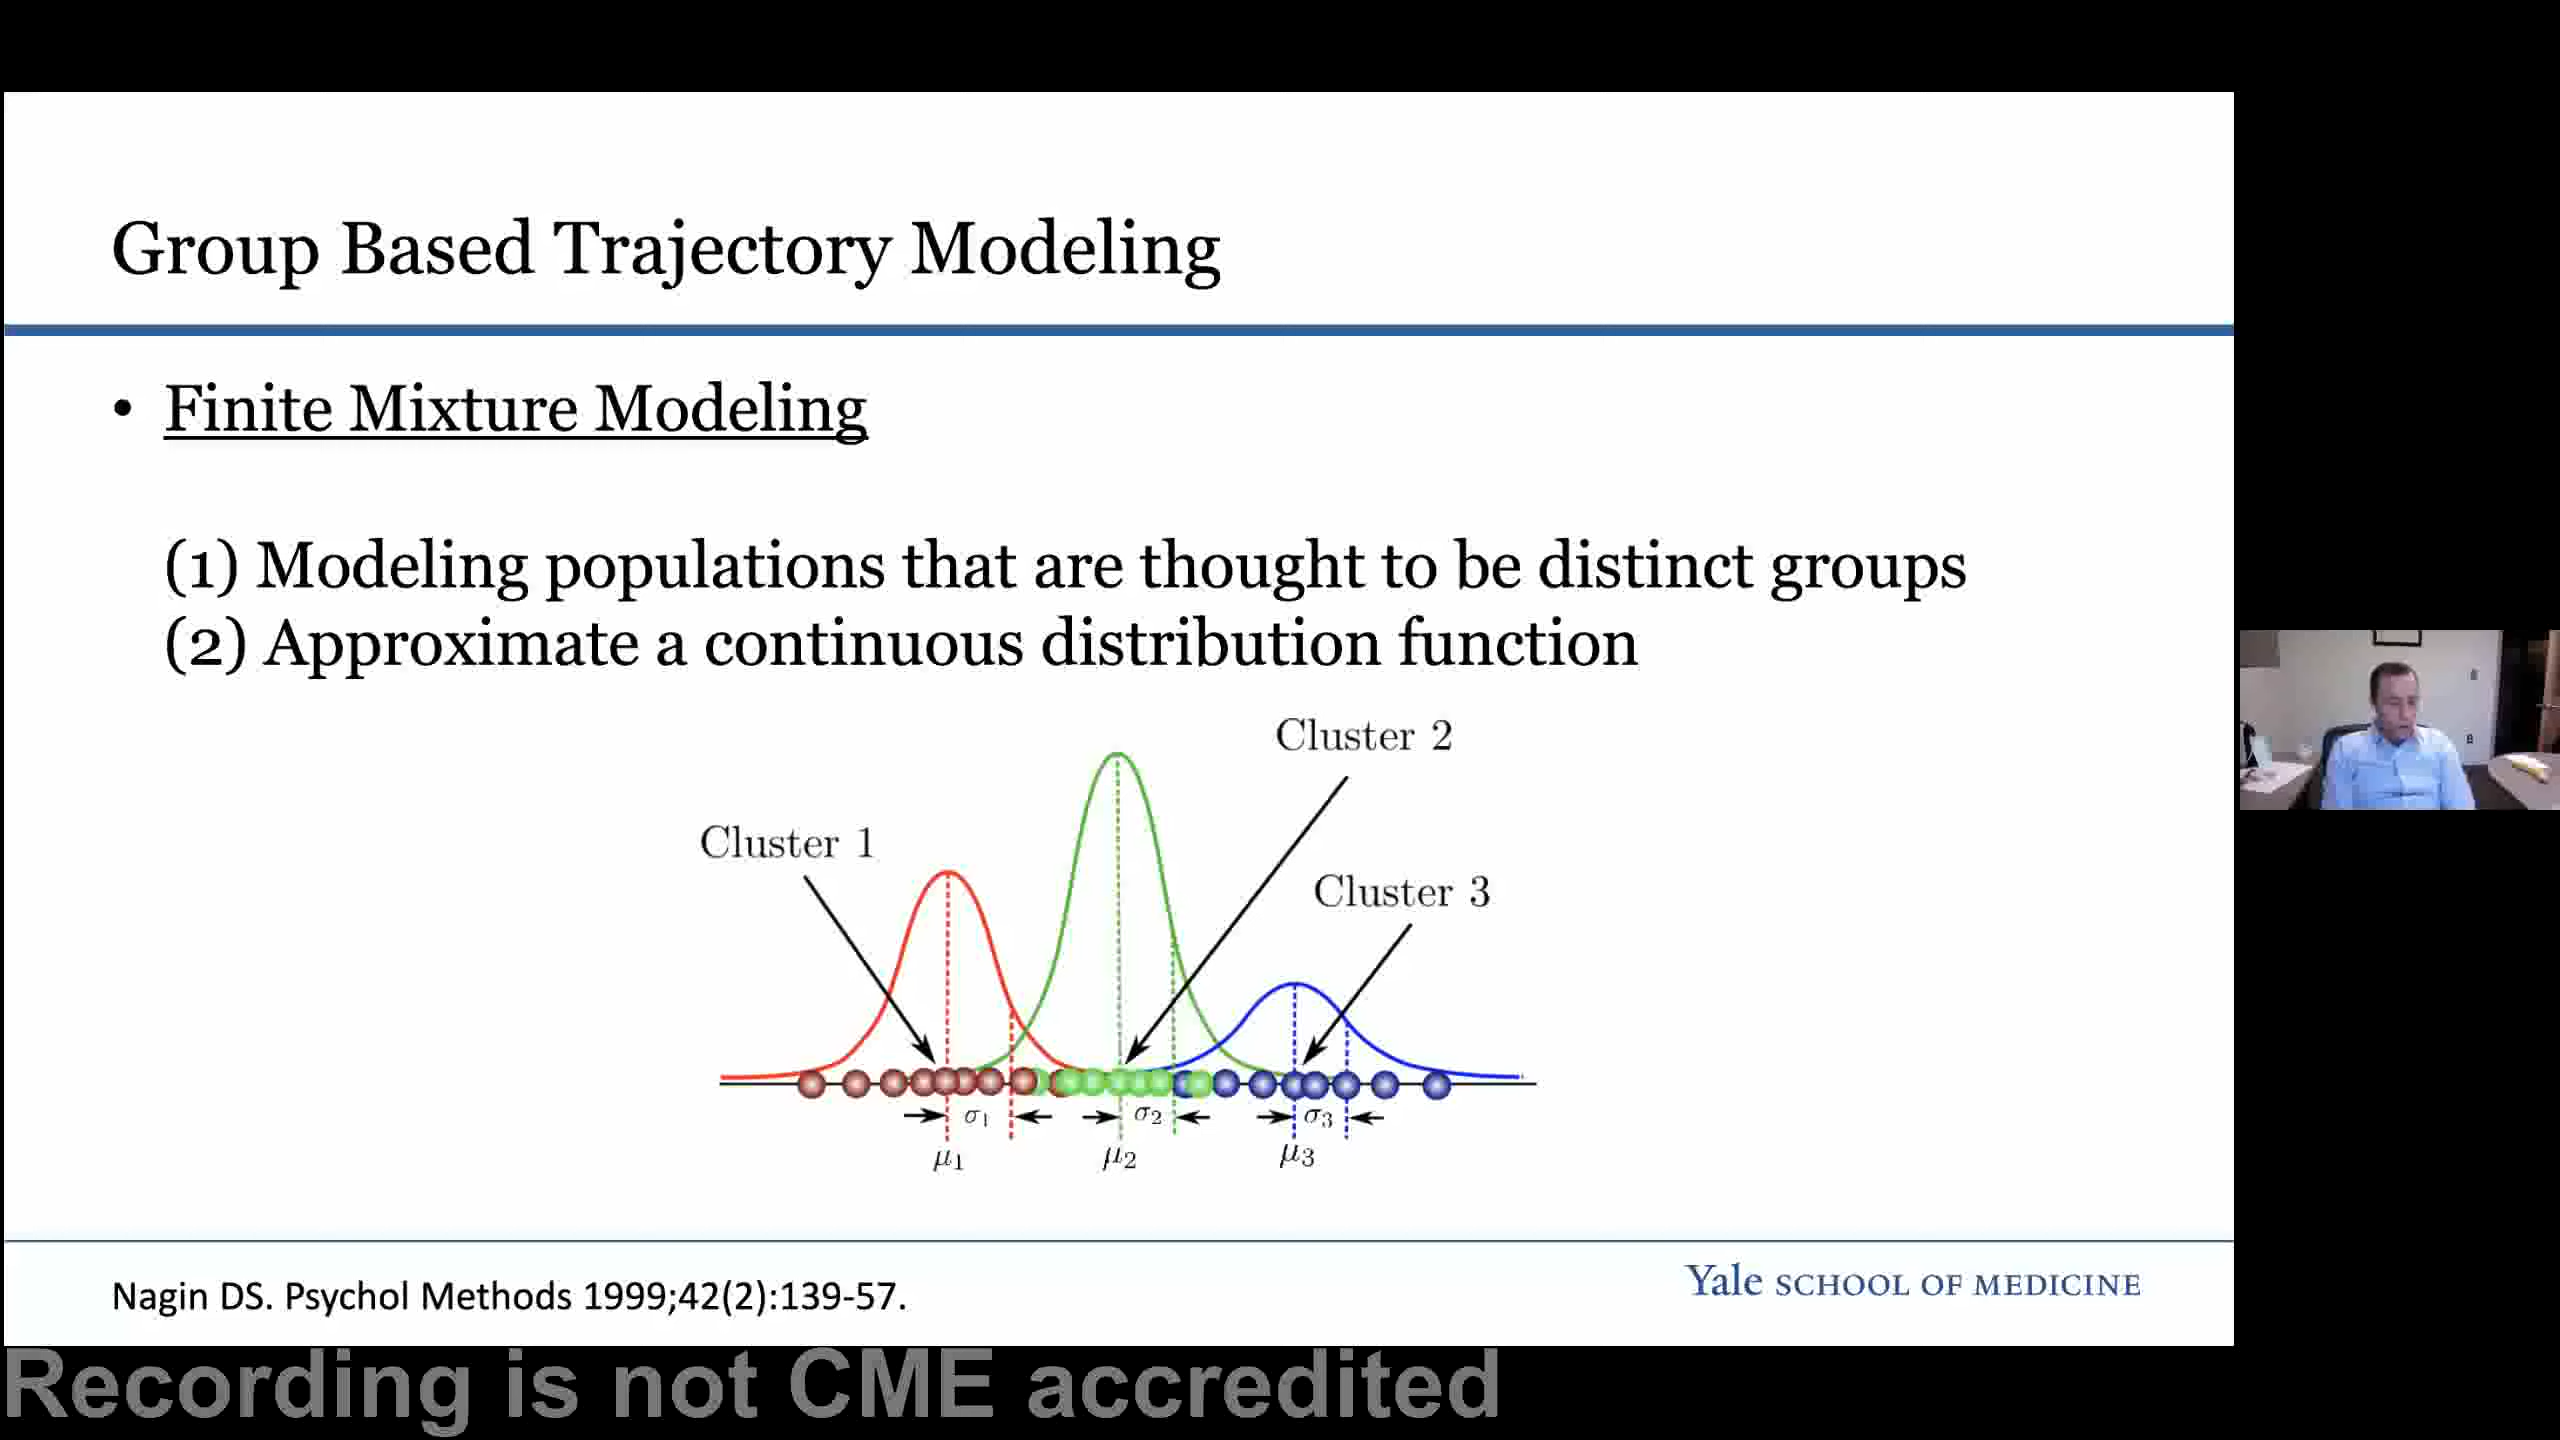 Group Based Trajectory Modeling
• Finite Mixture Modeling
(1) Modeling populations that are thought to be distinct groups
(2) Approximate a continuous distribution function
Cluster 2
Cluster 1
Cluster 3
σ1 σ2 σ3
μ1 μ2 μ3
Nagin DS. Psychol Methods 1999;42(2):139-57.
Yale SCHOOL OF MEDICINE
Recording is not CME accredited